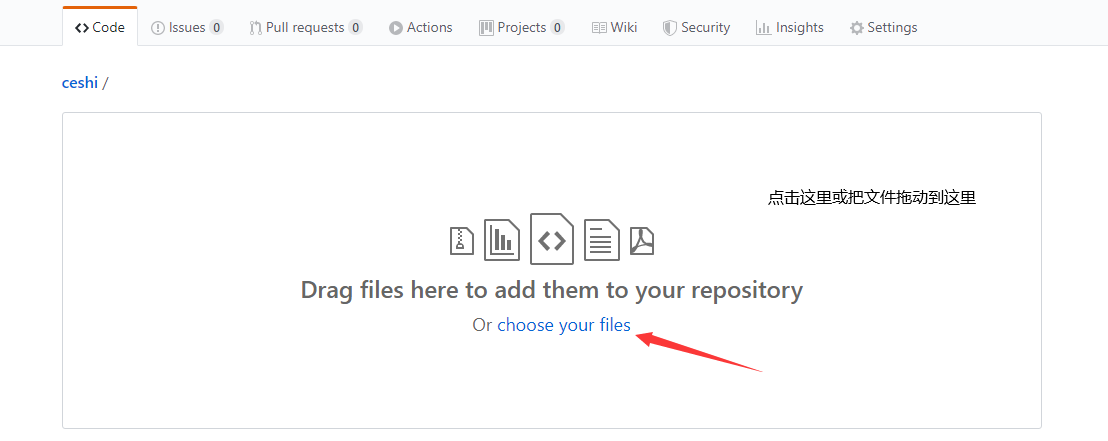 Code Issues 0 Pull requests 0 Actions Projects 0 Wiki Security Insights Settings
ceshi /
点击这里或把文件拖动到这里
Drag files here to add them to your repository
Or choose your files